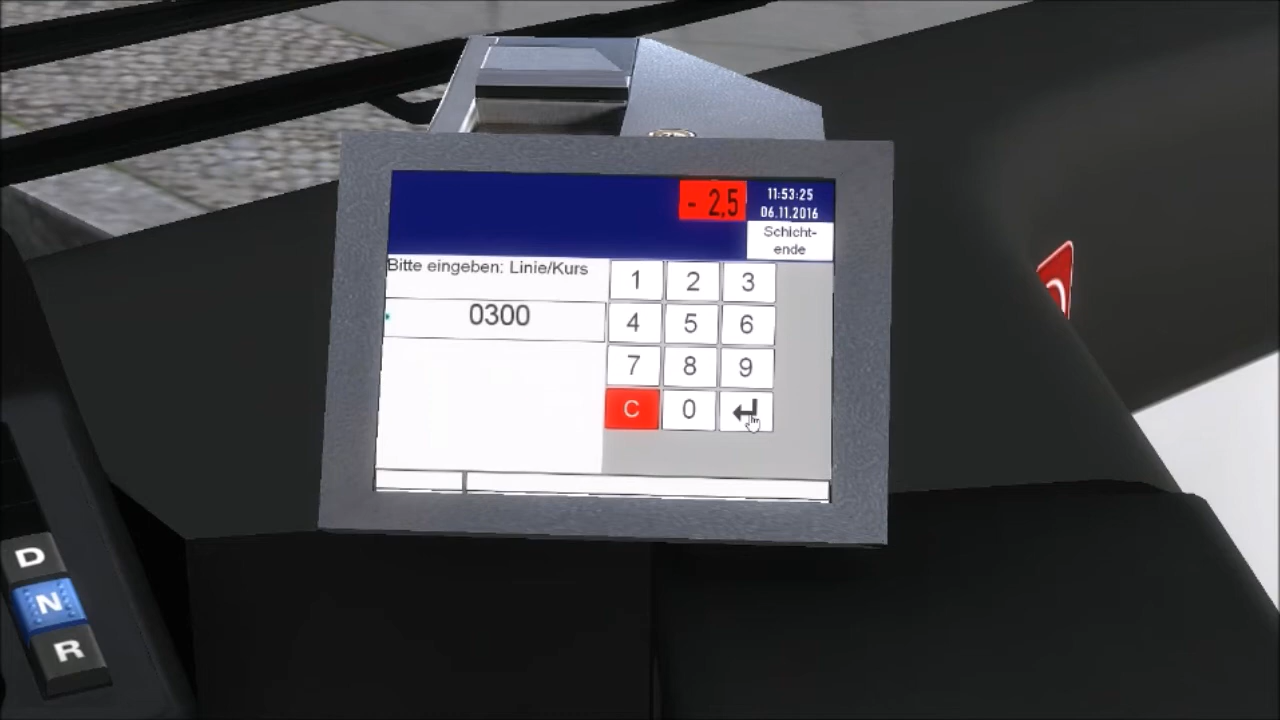 - 2,5
11:53:25
06.11.2016
Schicht-
ende
Bitte eingeben: Linie/Kurs
0300
1 2 3
4 5 6
7 8 9
C 0
D
N
R